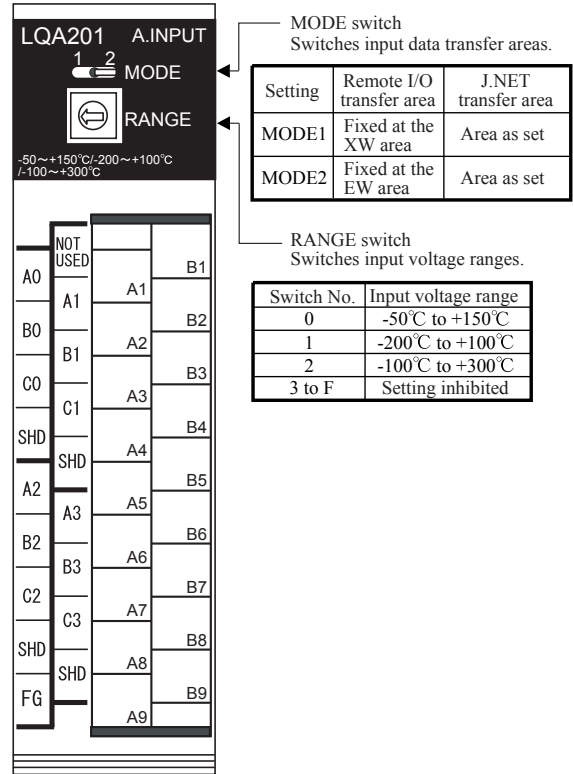 LQA201 A.INPUT
1 2
MODE
RANGE
-50～+150℃/-200～+100℃
/-100～+300℃
MODE switch
Switches input data transfer areas.
Setting Remote I/O transfer area J.NET transfer area
MODE1 Fixed at the XW area Area as set
MODE2 Fixed at the EW area Area as set
RANGE switch
Switches input voltage ranges.
Switch No. Input voltage range
0 -50℃ to +150℃
1 -200℃ to +100℃
2 -100℃ to +300℃
3 to F Setting inhibited
A0
B0
C0
SHD
A2
B2
C2
SHD
FG
NOT
USED
A1
B1
C1
SHD
A3
B3
C3
SHD
A1
A2
A3
A4
A5
A6
A7
A8
A9
B1
B2
B3
B4
B5
B6
B7
B8
B9